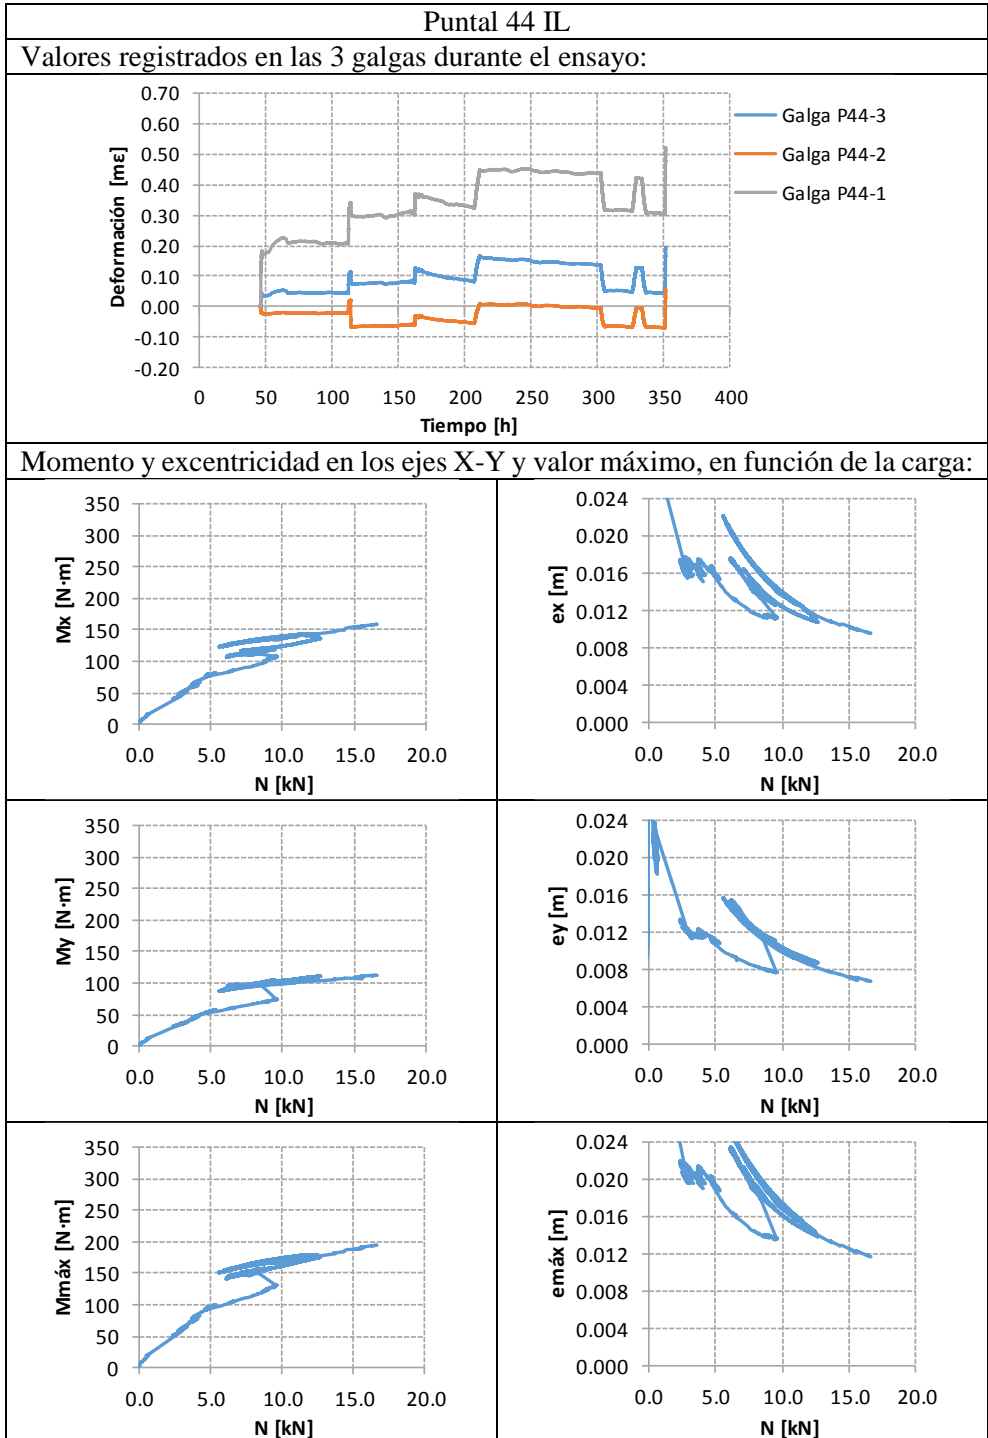 Puntal 44 IL
Valores registrados en las 3 galgas durante el ensayo:
0.70
0.60
0.50
0.40
0.30
0.20
0.10
0.00
-0.10
-0.20
Deformación [mε]
0 50 100 150 200 250 300 350 400
Tiempo [h]
Galga P44-3
Galga P44-2
Galga P44-1
Momento y excentricidad en los ejes X-Y y valor máximo, en función de la carga:
350
300
250
200
150
100
50
0
Mx [N·m]
0.0 5.0 10.0 15.0 20.0
N [kN]
0.024
0.020
0.016
0.012
0.008
0.004
0.000
ex [m]
0.0 5.0 10.0 15.0 20.0
N [kN]
350
300
250
200
150
100
50
0
My [N·m]
0.0 5.0 10.0 15.0 20.0
N [kN]
0.024
0.020
0.016
0.012
0.008
0.004
0.000
ey [m]
0.0 5.0 10.0 15.0 20.0
N [kN]
350
300
250
200
150
100
50
0
Mmáx [N·m]
0.0 5.0 10.0 15.0 20.0
N [kN]
0.024
0.020
0.016
0.012
0.008
0.004
0.000
emáx [m]
0.0 5.0 10.0 15.0 20.0
N [kN]